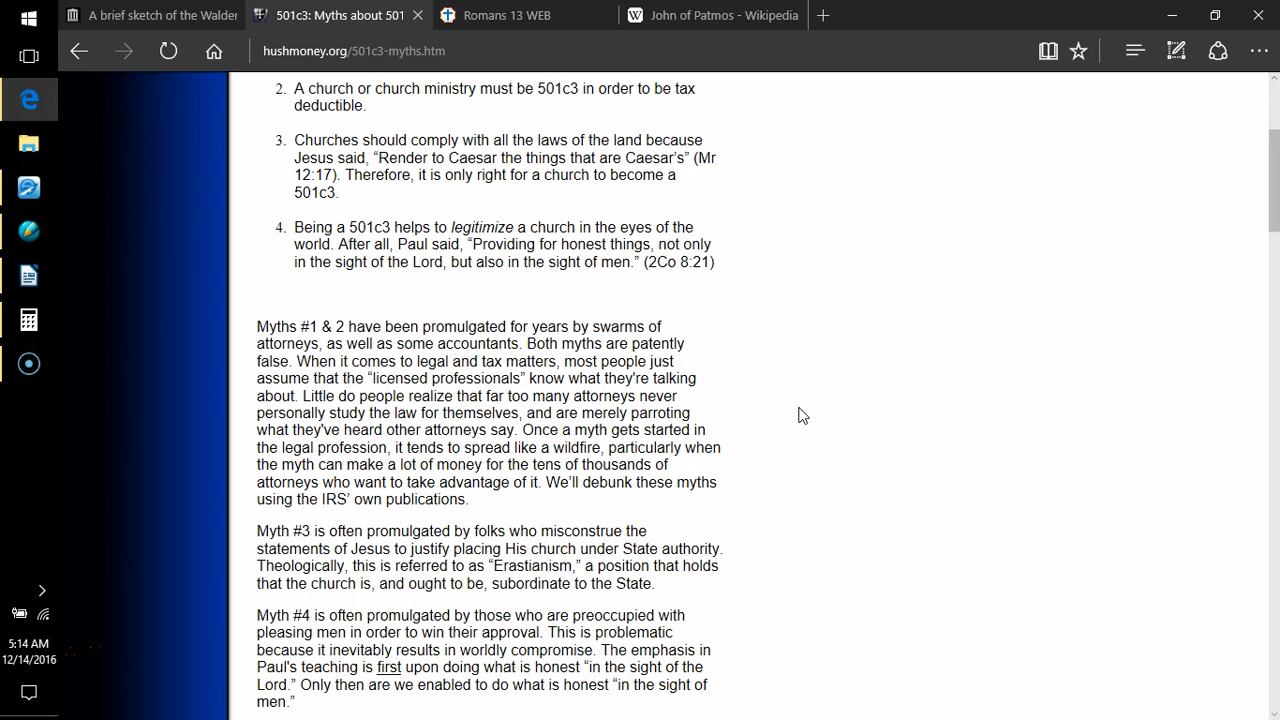 A brief sketch of the Walder
501c3: Myths about 501
Romans 13 WEB
John of Patmos - Wikipedia
hushmoney.org/501c3-myths.htm
2. A church or church ministry must be 501c3 in order to be tax
deductible.
3. Churches should comply with all the laws of the land because
Jesus said, “Render to Caesar the things that are Caesar’s” (Mr
12:17). Therefore, it is only right for a church to become a
501c3.
4. Being a 501c3 helps to legitimize a church in the eyes of the
world. After all, Paul said, “Providing for honest things, not only
in the sight of the Lord, but also in the sight of men.” (2Co 8:21)
Myths #1 & 2 have been promulgated for years by swarms of
attorneys, as well as some accountants. Both myths are patently
false. When it comes to legal and tax matters, most people just
assume that the “licensed professionals” know what they're talking
about. Little do people realize that far too many attorneys never
personally study the law for themselves, and are merely parroting
what they've heard other attorneys say. Once a myth gets started in
the legal profession, it tends to spread like a wildfire, particularly when
the myth can make a lot of money for the tens of thousands of
attorneys who want to take advantage of it. We’ll debunk these myths
using the IRS’ own publications.
Myth #3 is often promulgated by folks who misconstrue the
statements of Jesus to justify placing His church under State authority.
Theologically, this is referred to as “Erastianism,” a position that holds
that the church is, and ought to be, subordinate to the State.
Myth #4 is often promulgated by those who are preoccupied with
pleasing men in order to win their approval. This is problematic
because it inevitably results in worldly compromise. The emphasis in
Paul's teaching is first upon doing what is honest “in the sight of the
Lord.” Only then are we enabled to do what is honest “in the sight of
men.”
5:14 AM
12/14/2016